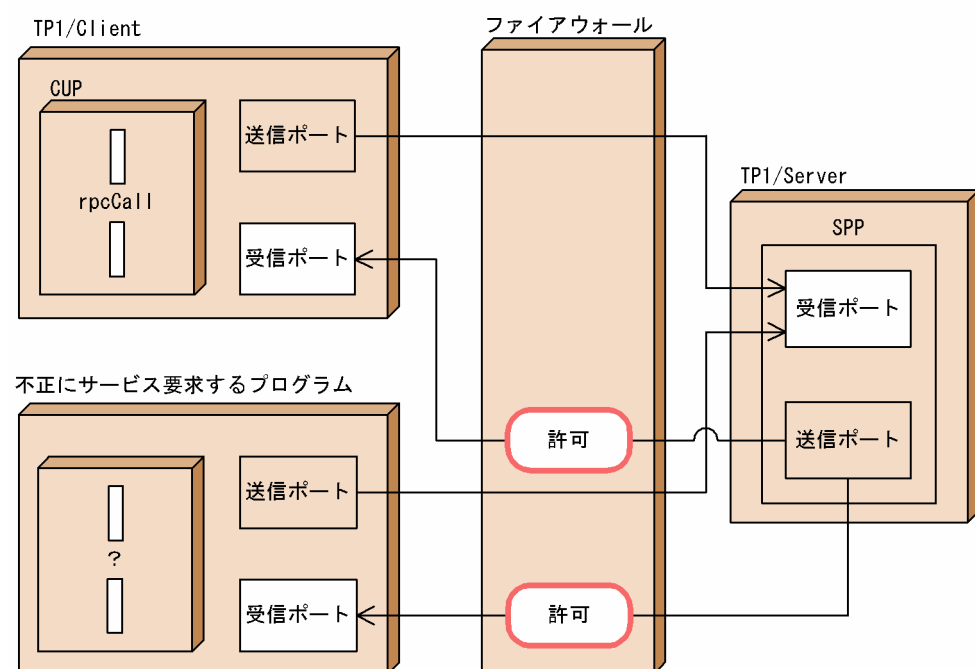 TP1/Client
ファイアウォール
CUP
送信ポート
rpcCall
受信ポート
TP1/Server
SPP
受信ポート
送信ポート
許可
不正にサービス要求するプログラム
送信ポート
?
受信ポート
許可